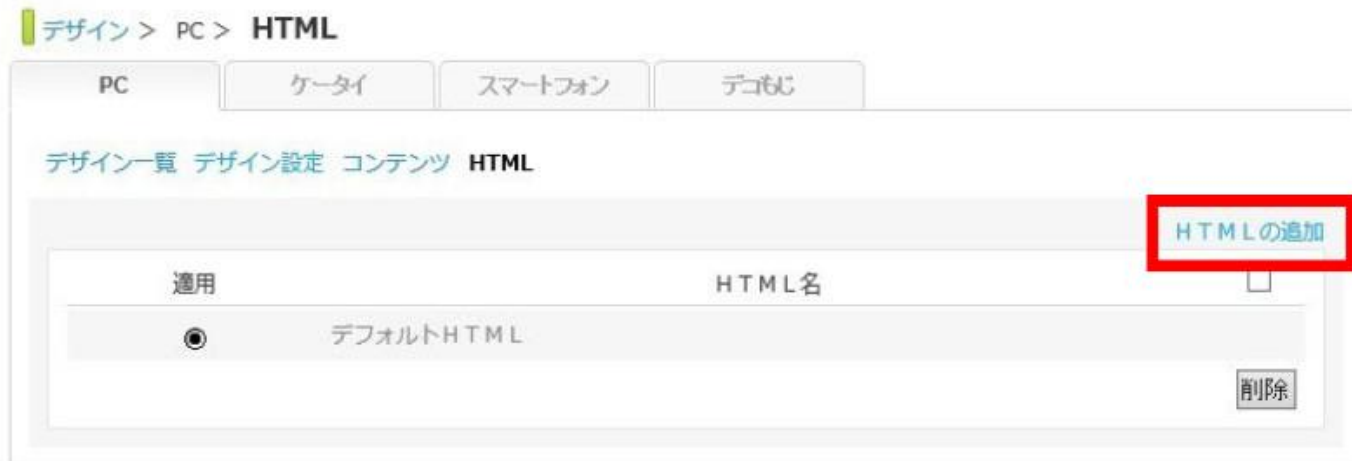 デザイン > PC > HTML
PC ケータイ スマートフォン デコもじ
デザイン一覧 デザイン設定 コンテンツ HTML
HTMLの追加
適用 HTML名
デフォルトHTML
削除